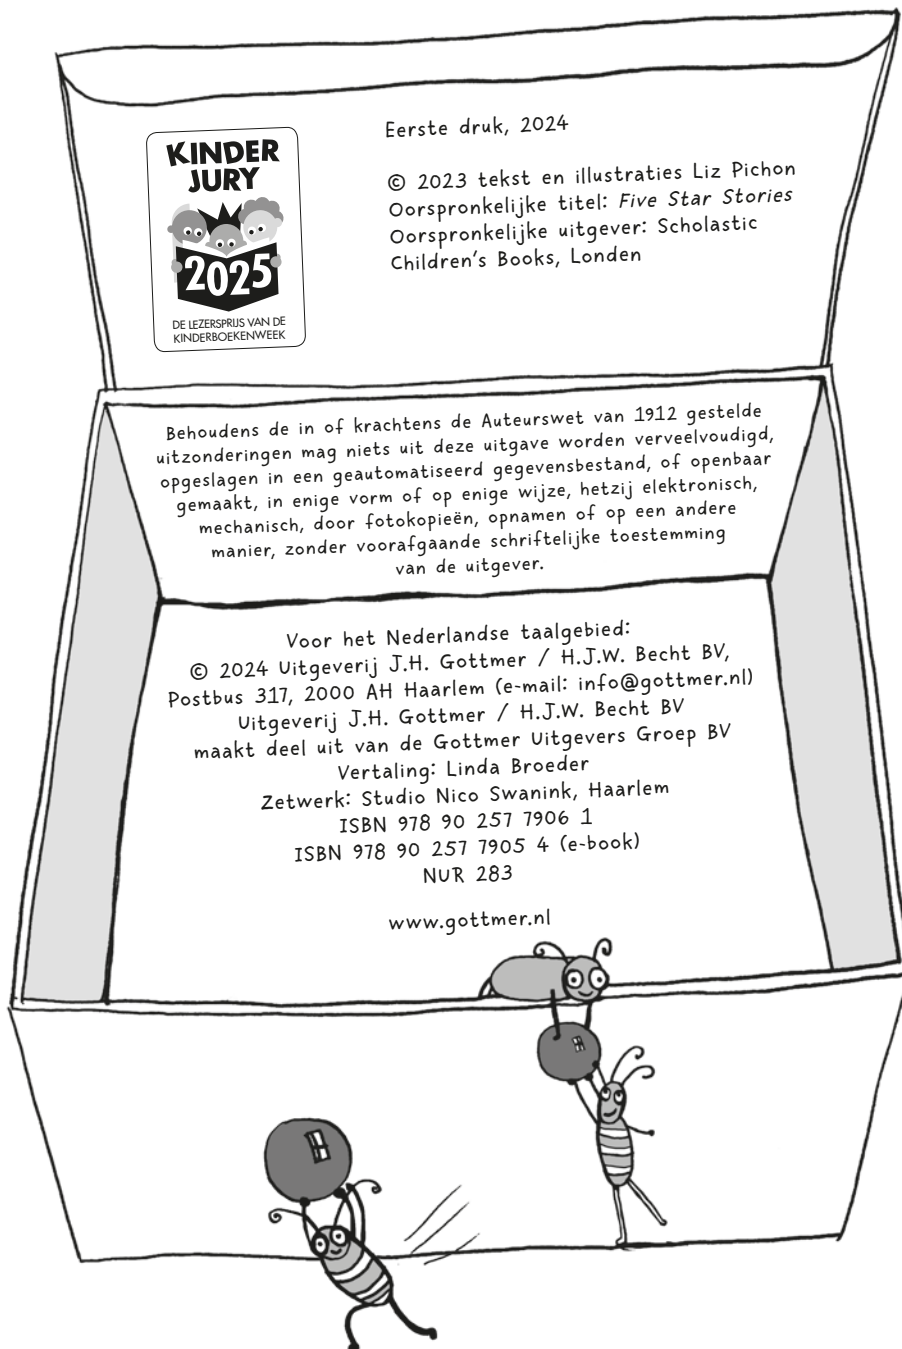 KINDER
JURY
2025
DE LEZERSPRIJS VAN DE
KINDERBOEKENWEEK
Eerste druk, 2024
© 2023 tekst en illustraties Liz Pichon
Oorspronkelijke titel: Five Star Stories
Oorspronkelijke uitgever: Scholastic
Children's Books, Londen
Behoudens de in of krachtens de Auteurswet van 1912 gestelde
uitzonderingen mag niets uit deze uitgave worden verveelvoudigd,
opgeslagen in een geautomatiseerd gegevensbestand, of openbaar
gemaakt, in enige vorm of op enige wijze, hetzij elektronisch,
mechanisch, door fotokopieën, opnamen of op een andere
manier, zonder voorafgaande schriftelijke toestemming
van de uitgever.
Voor het Nederlandse taalgebied:
© 2024 Uitgeverij J.H. Gottmer / H.J.W. Becht BV,
Postbus 317, 2000 AH Haarlem (e-mail: info@gottmer.nl)
Uitgeverij J.H. Gottmer / H.J.W. Becht BV
maakt deel uit van de Gottmer Uitgevers Groep BV
Vertaling: Linda Broeder
Zetwerk: Studio Nico Swanink, Haarlem
ISBN 978 90 257 7906 1
ISBN 978 90 257 7905 4 (e-book)
NUR 283
www.gottmer.nl